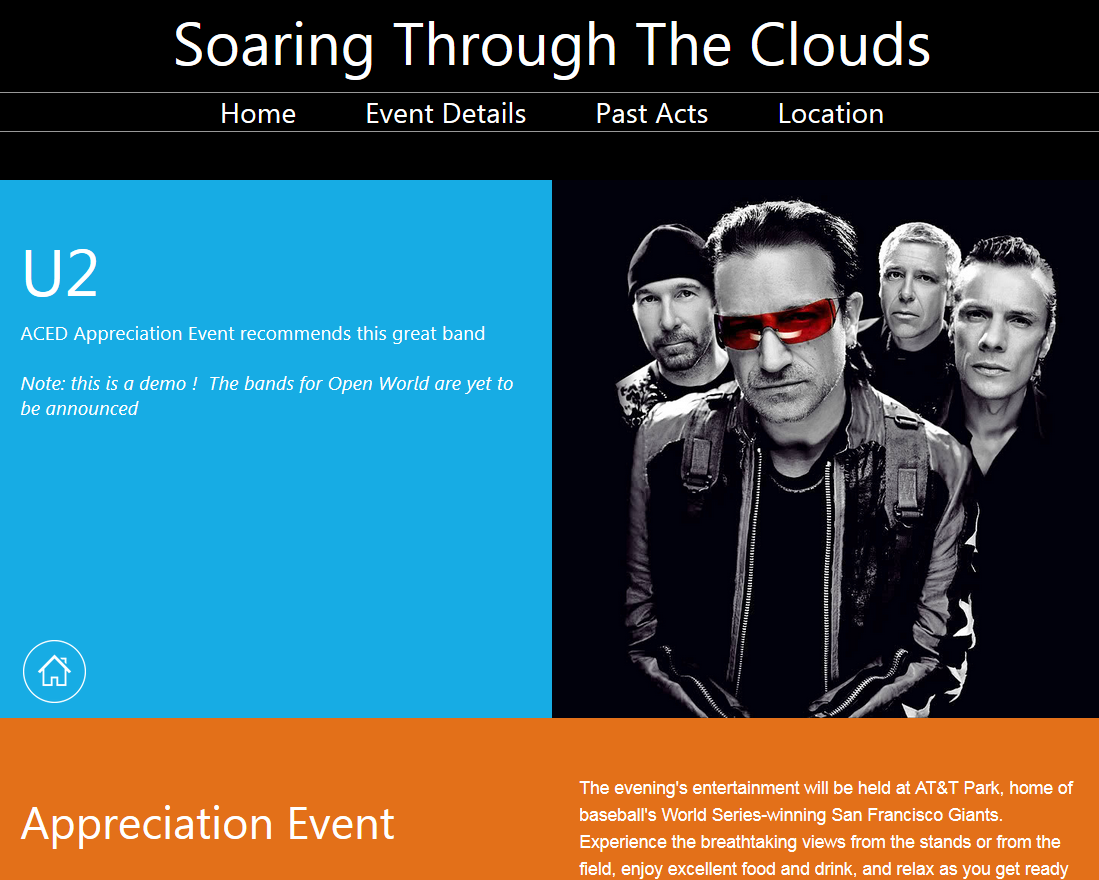 Soaring Through The Clouds
Home Event Details Past Acts Location
U2
ACED Appreciation Event recommends this great band
Note: this is a demo !  The bands for Open World are yet to
be announced
Appreciation Event
The evening's entertainment will be held at AT&T Park, home of
baseball's World Series-winning San Francisco Giants.
Experience the breathtaking views from the stands or from the
field, enjoy excellent food and drink, and relax as you get ready